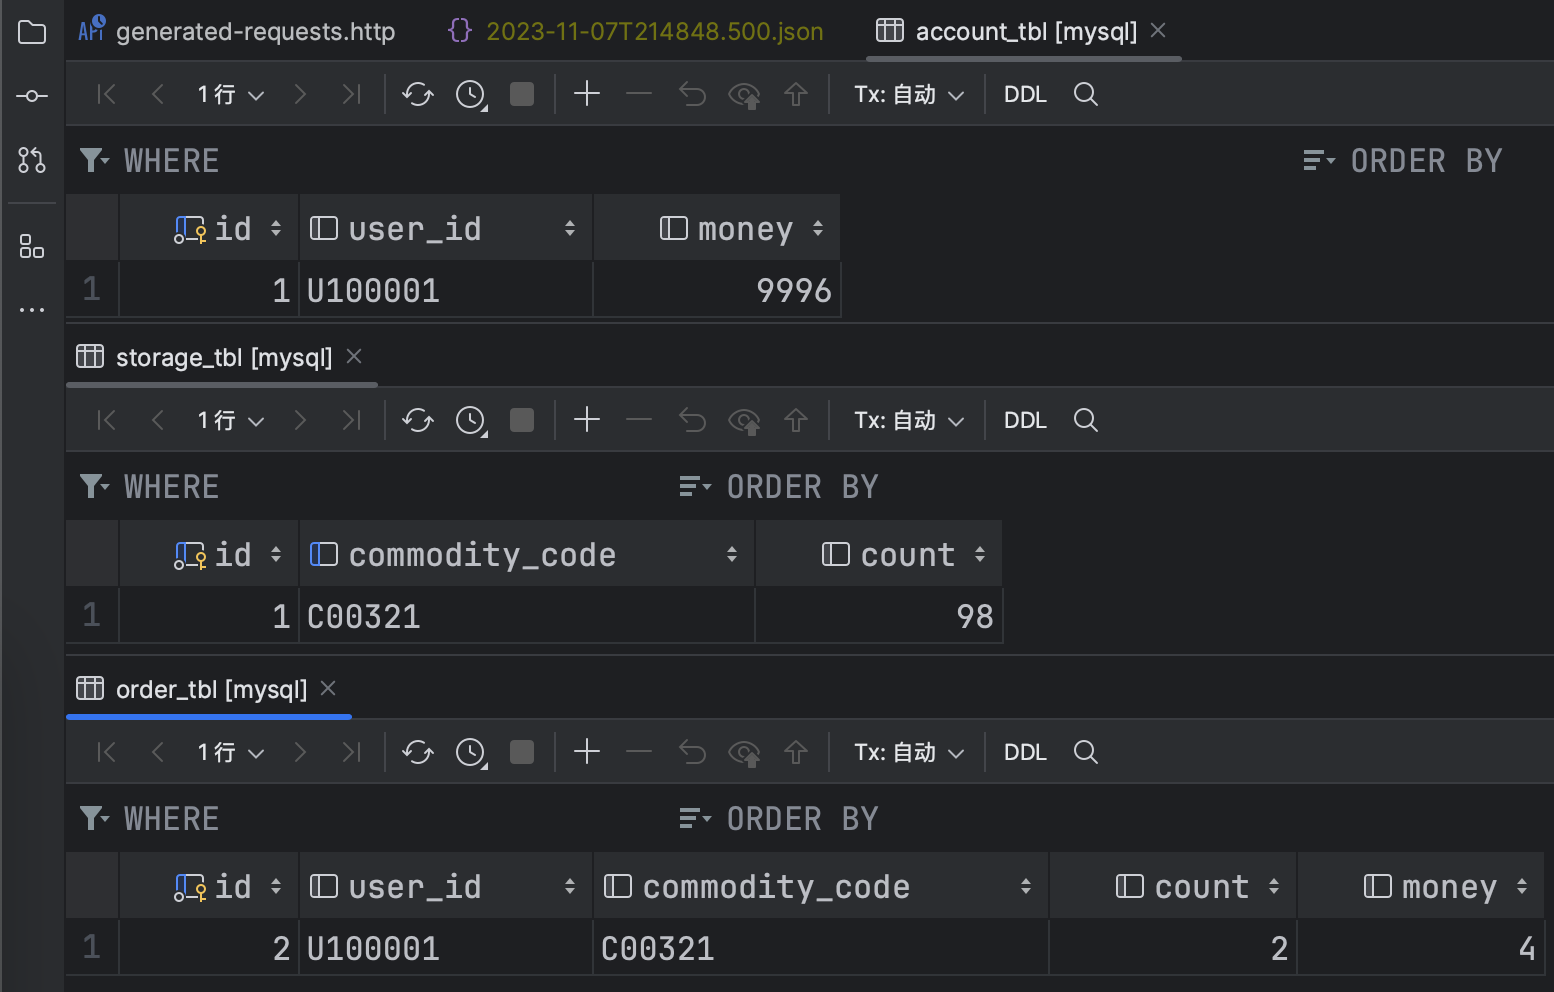 API generated-requests.http {} 2023-11-07T214848.500.json account_tbl [mysql]
1 行 Tx: 自动 DDL
WHERE ORDER BY
id user_id money
1 1 U100001 9996
storage_tbl [mysql]
1 行 Tx: 自动 DDL
WHERE ORDER BY
id commodity_code count
1 1 C00321 98
order_tbl [mysql]
1 行 Tx: 自动 DDL
WHERE ORDER BY
id user_id commodity_code count money
1 2 U100001 C00321 2 4